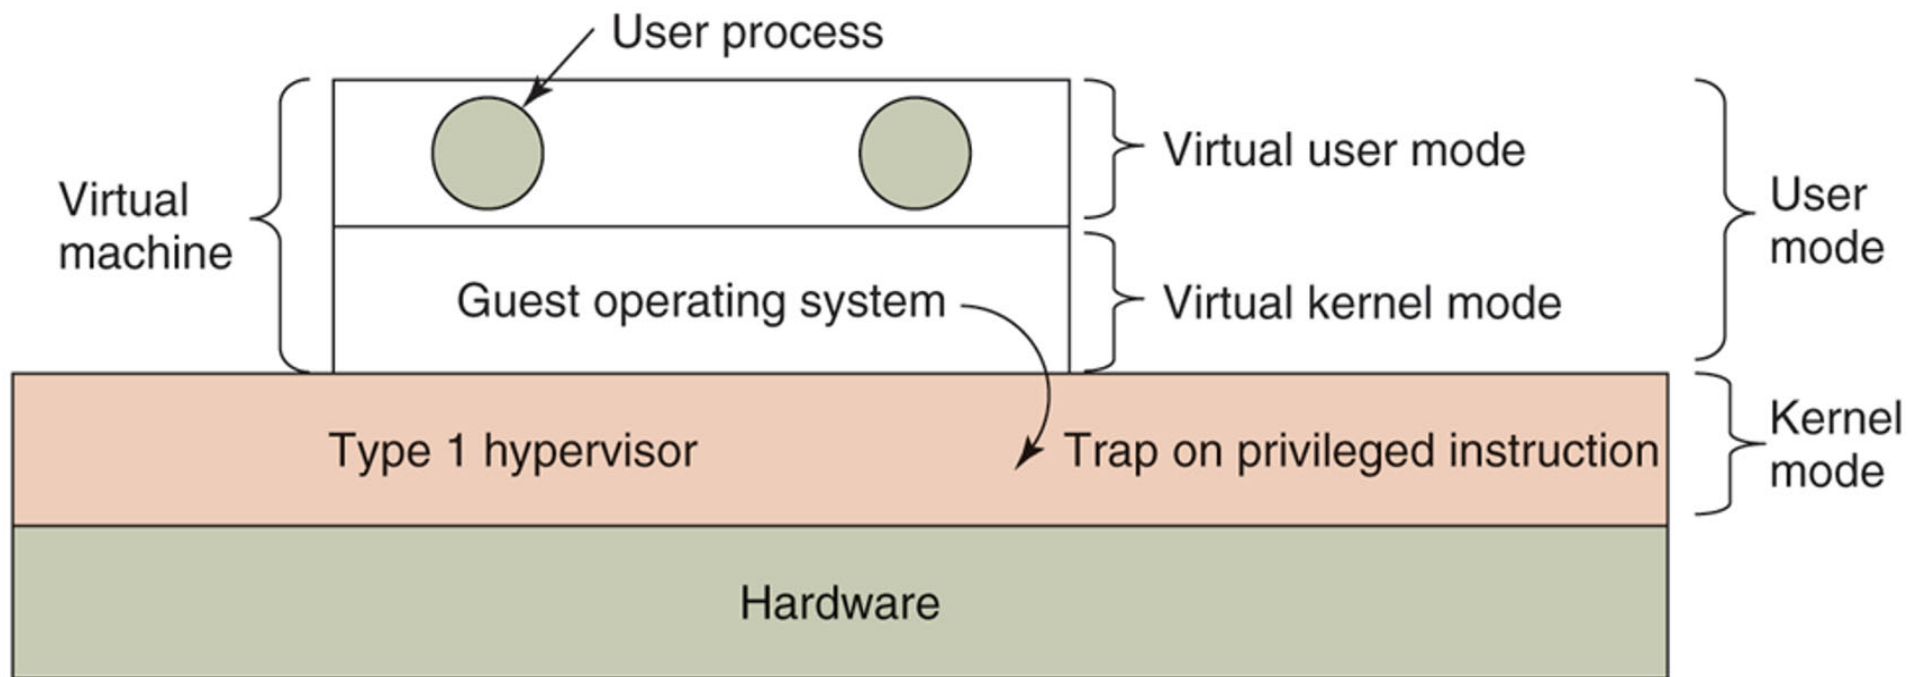 User process
Virtual user mode
Virtual
machine
User
mode
Guest operating system
Virtual kernel mode
Type 1 hypervisor
Trap on privileged instruction
Kernel
mode
Hardware